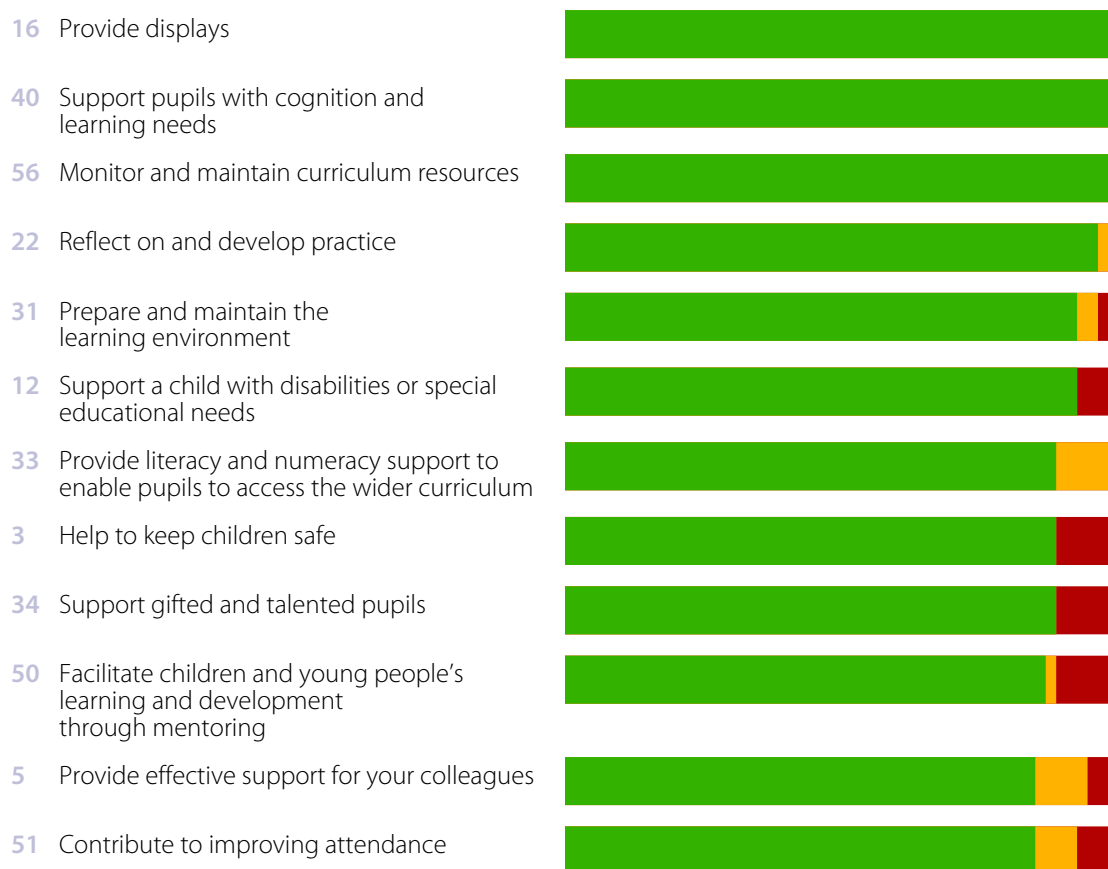 16 Provide displays
40 Support pupils with cognition and
learning needs
56 Monitor and maintain curriculum resources
22 Reflect on and develop practice
31 Prepare and maintain the
learning environment
12 Support a child with disabilities or special
educational needs
33 Provide literacy and numeracy support to
enable pupils to access the wider curriculum
3 Help to keep children safe
34 Support gifted and talented pupils
50 Facilitate children and young people’s
learning and development
through mentoring
5 Provide effective support for your colleagues
51 Contribute to improving attendance